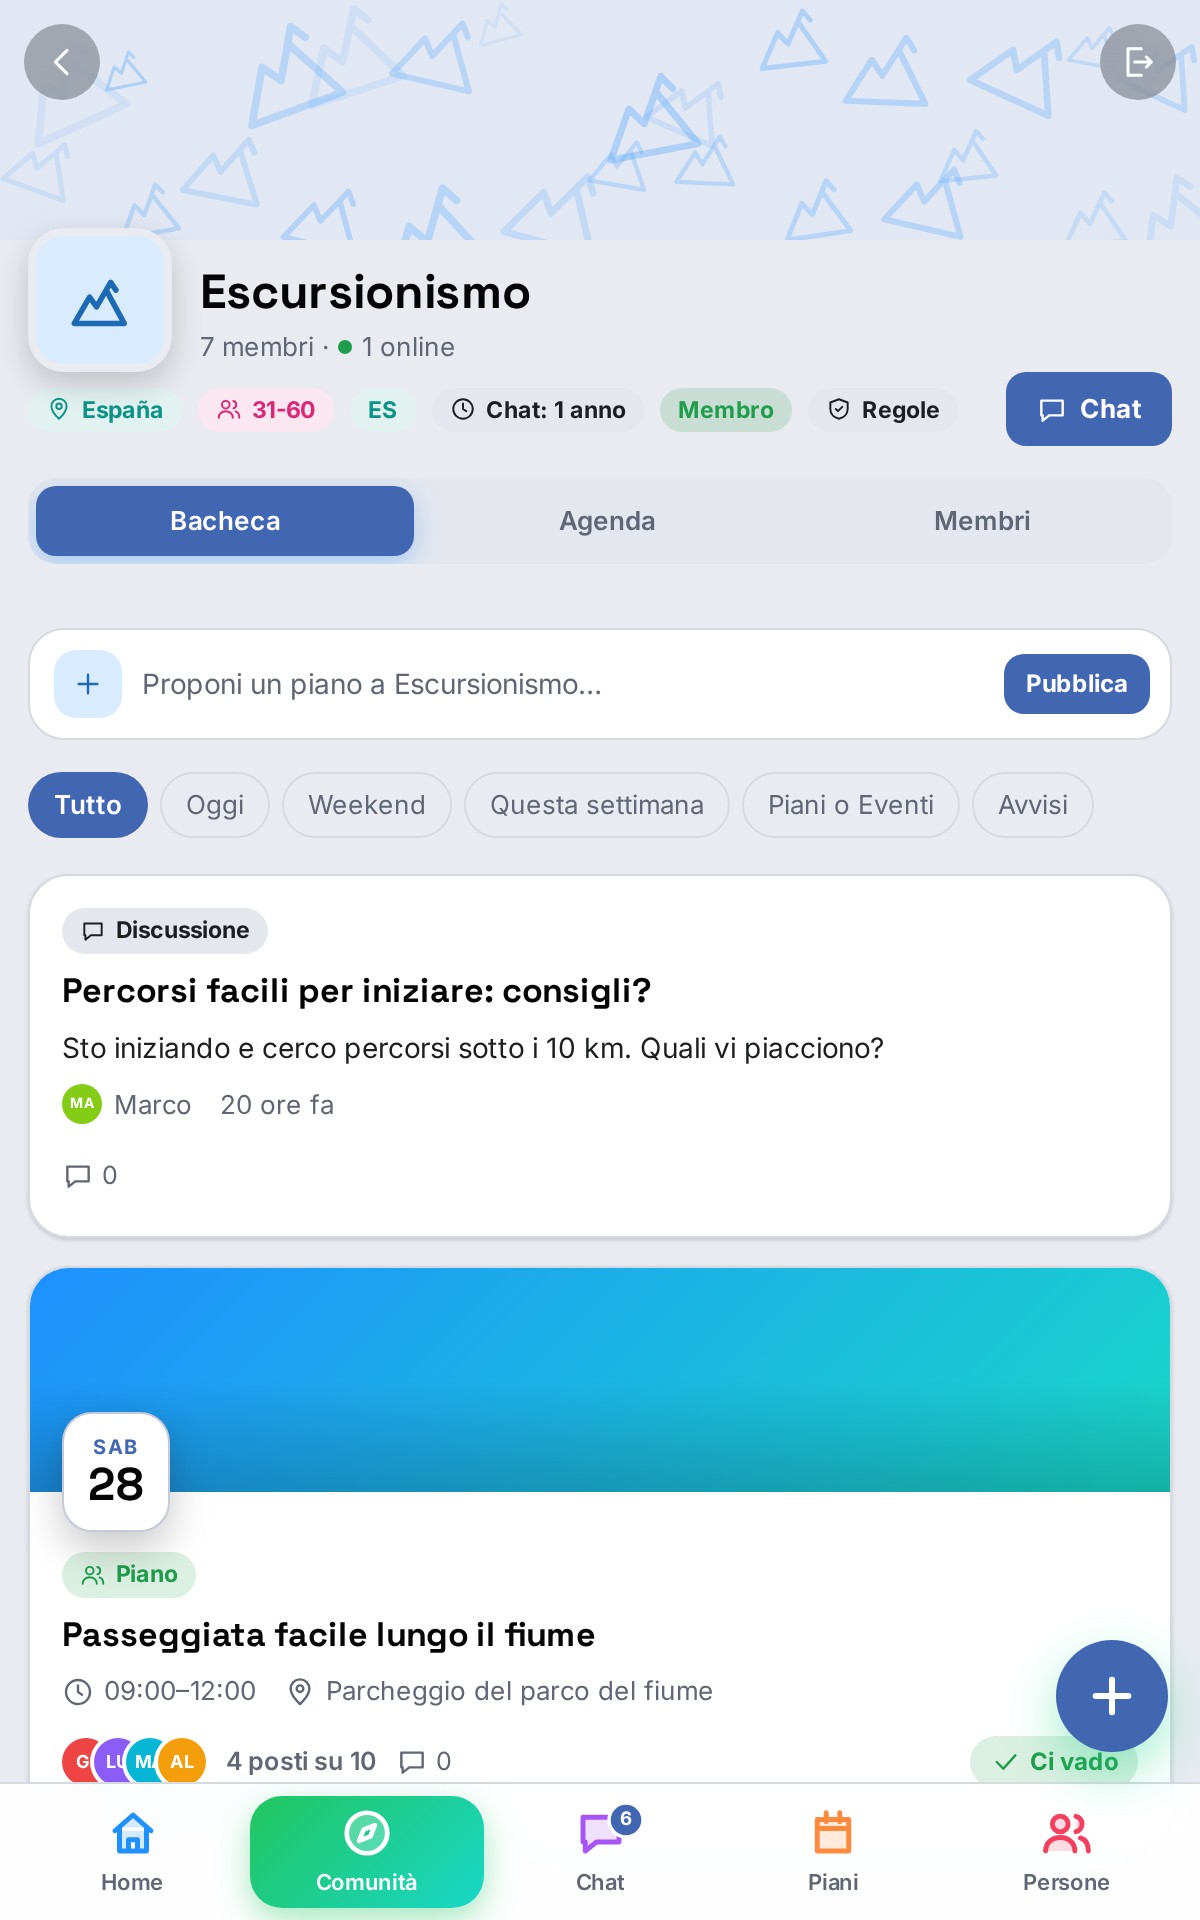 Escursionismo
7 membri · 1 online
España 31-60 ES Chat: 1 anno Membro Regole Chat
Bacheca Agenda Membri
Proponi un piano a Escursionismo... Pubblica
Tutto Oggi Weekend Questa settimana Piani o Eventi Avvisi
Discussione
Percorsi facili per iniziare: consigli?
Sto iniziando e cerco percorsi sotto i 10 km. Quali vi piacciono?
MA Marco 20 ore fa
0
SAB
28
Piano
Passeggiata facile lungo il fiume
09:00–12:00 Parcheggio del parco del fiume
AL 4 posti su 10 0 Ci vado
6
Home Comunità Chat Piani Persone